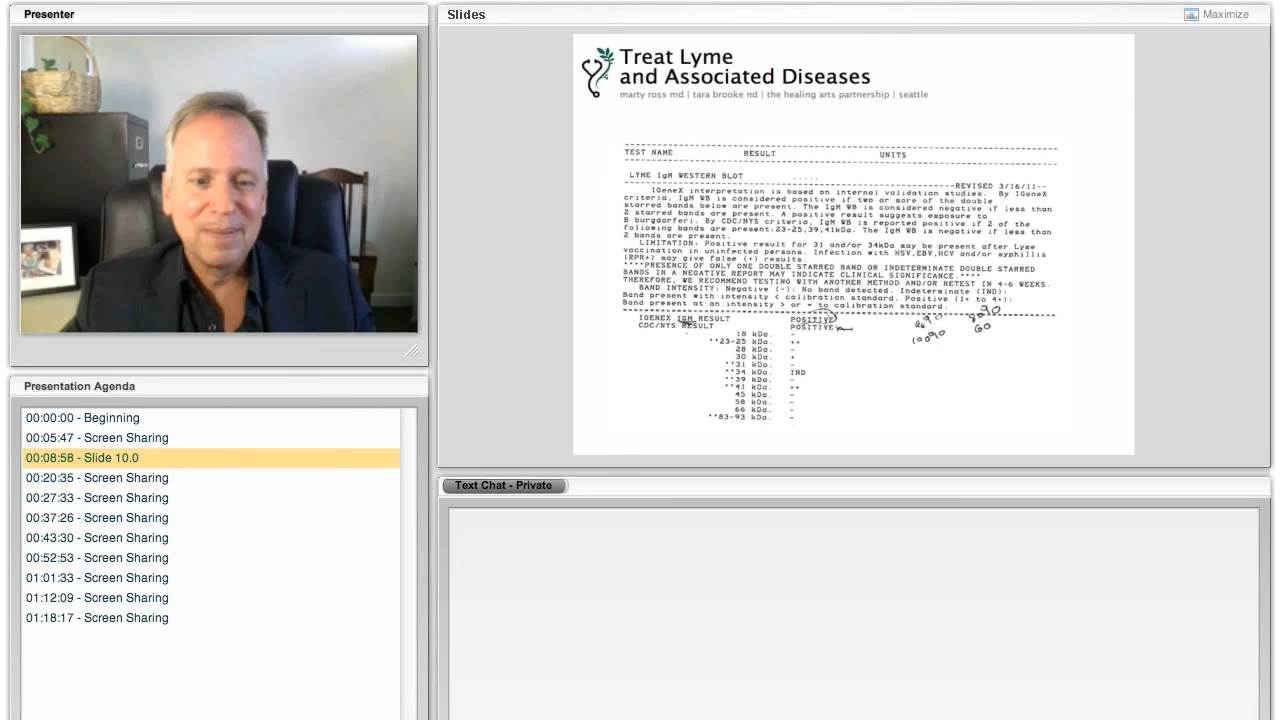 Presenter
Slides
Maximize
Treat Lyme
and Associated Diseases
marty ross md | tara brooke nd | the healing arts partnership | seattle
TEST NAME RESULT UNITS
LYME IgM WESTERN BLOT .....
REVISED 3/16/11--
IGeneX interpretation is based on internal validation studies. By IGeneX
criteria, IgM WB is considered positive if two or more of the double
starred bands below are present. The IgM WB is considered negative if less than
2 starred bands are present. A positive result suggests exposure to
B burgdorferi. By CDC/NYS criteria, IgM WB is reported positive if 2 of the
following bands are present:23-25,39,41kDa. The IgM WB is negative if less than
2 bands are present.
LIMITATION: Positive result for 31 and/or 34kDa may be present after Lyme
vaccination in uninfected persons. Infection with HSV,EBV,HCV and/or syphillis
(RPR+) may give false (+) results.
****PRESENCE OF ONLY ONE DOUBLE STARRED BAND OR INDETERMINATE DOUBLE STARRED
BANDS IN A NEGATIVE REPORT MAY INDICATE CLINICAL SIGNIFICANCE.****
THEREFORE, WE RECOMMEND TESTING WITH ANOTHER METHOD AND/OR RETEST IN 4-6 WEEKS.
BAND INTENSITY: Negative (-): No band detected. Indeterminate (IND):
Band present with intensity < calibration standard. Positive (1+ to 4+):
Band present at an intensity > or = to calibration standard.
IGENEX IGM RESULT POSITIVE
CDC/NYS RESULT POSITIVE
18 kDa. -
**23-25 kDa. ++
28 kDa. -
30 kDa. +
**31 kDa. -
**34 kDa. IND
**39 kDa. -
**41 kDa. ++
45 kDa. -
58 kDa. -
66 kDa. -
**83-93 kDa. -
Presentation Agenda
00:00:00 - Beginning
00:05:47 - Screen Sharing
00:08:58 - Slide 10.0
00:20:35 - Screen Sharing
00:27:33 - Screen Sharing
00:37:26 - Screen Sharing
00:43:30 - Screen Sharing
00:52:53 - Screen Sharing
01:01:33 - Screen Sharing
01:12:09 - Screen Sharing
01:18:17 - Screen Sharing
Text Chat - Private